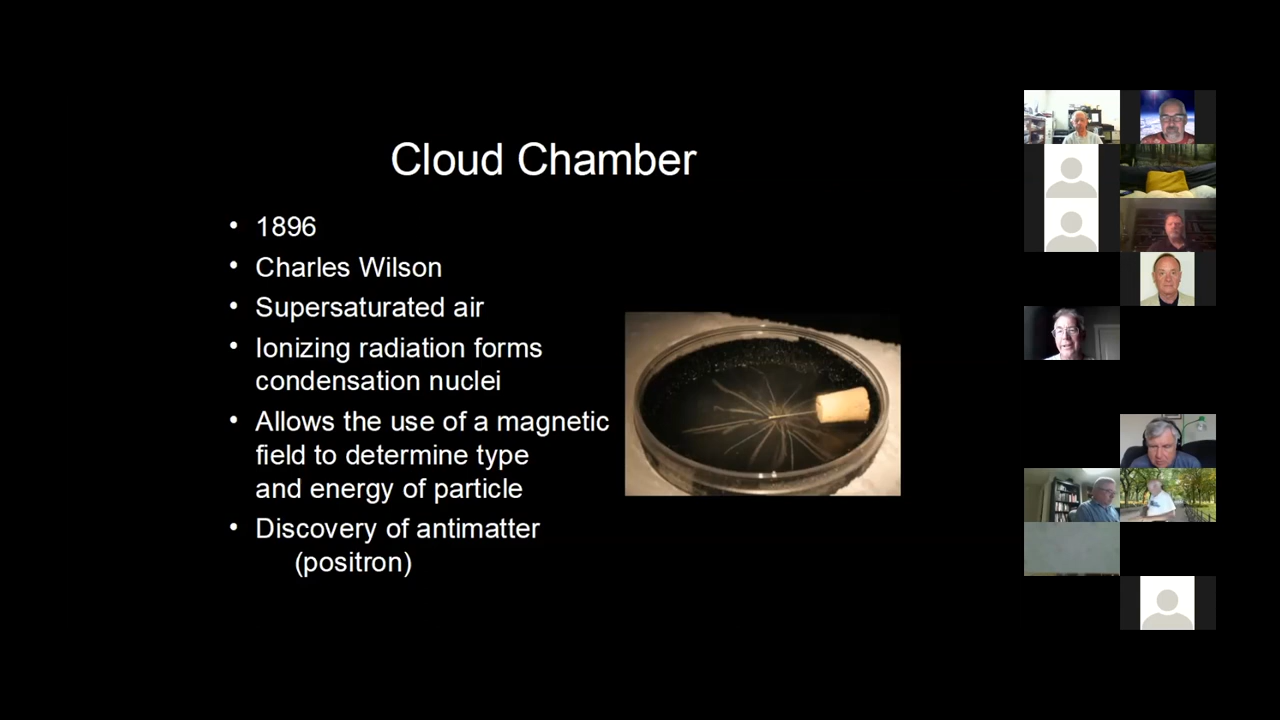 Cloud Chamber
• 1896
• Charles Wilson
• Supersaturated air
• Ionizing radiation forms
condensation nuclei
• Allows the use of a magnetic
field to determine type
and energy of particle
• Discovery of antimatter
(positron)